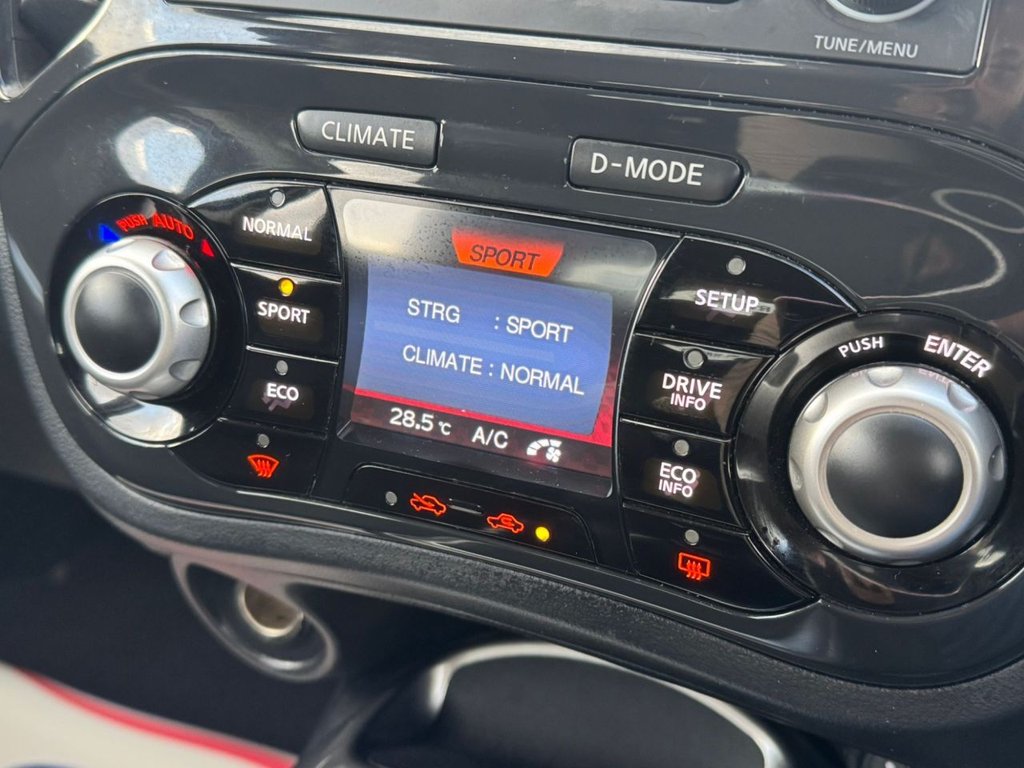 TUNE/MENU
CLIMATE
D-MODE
PUSH AUTO
NORMAL
SPORT
SPORT
ECO
STRG : SPORT
CLIMATE : NORMAL
28.5°C A/C
SETUP
DRIVE
INFO
ECO
INFO
PUSH ENTER